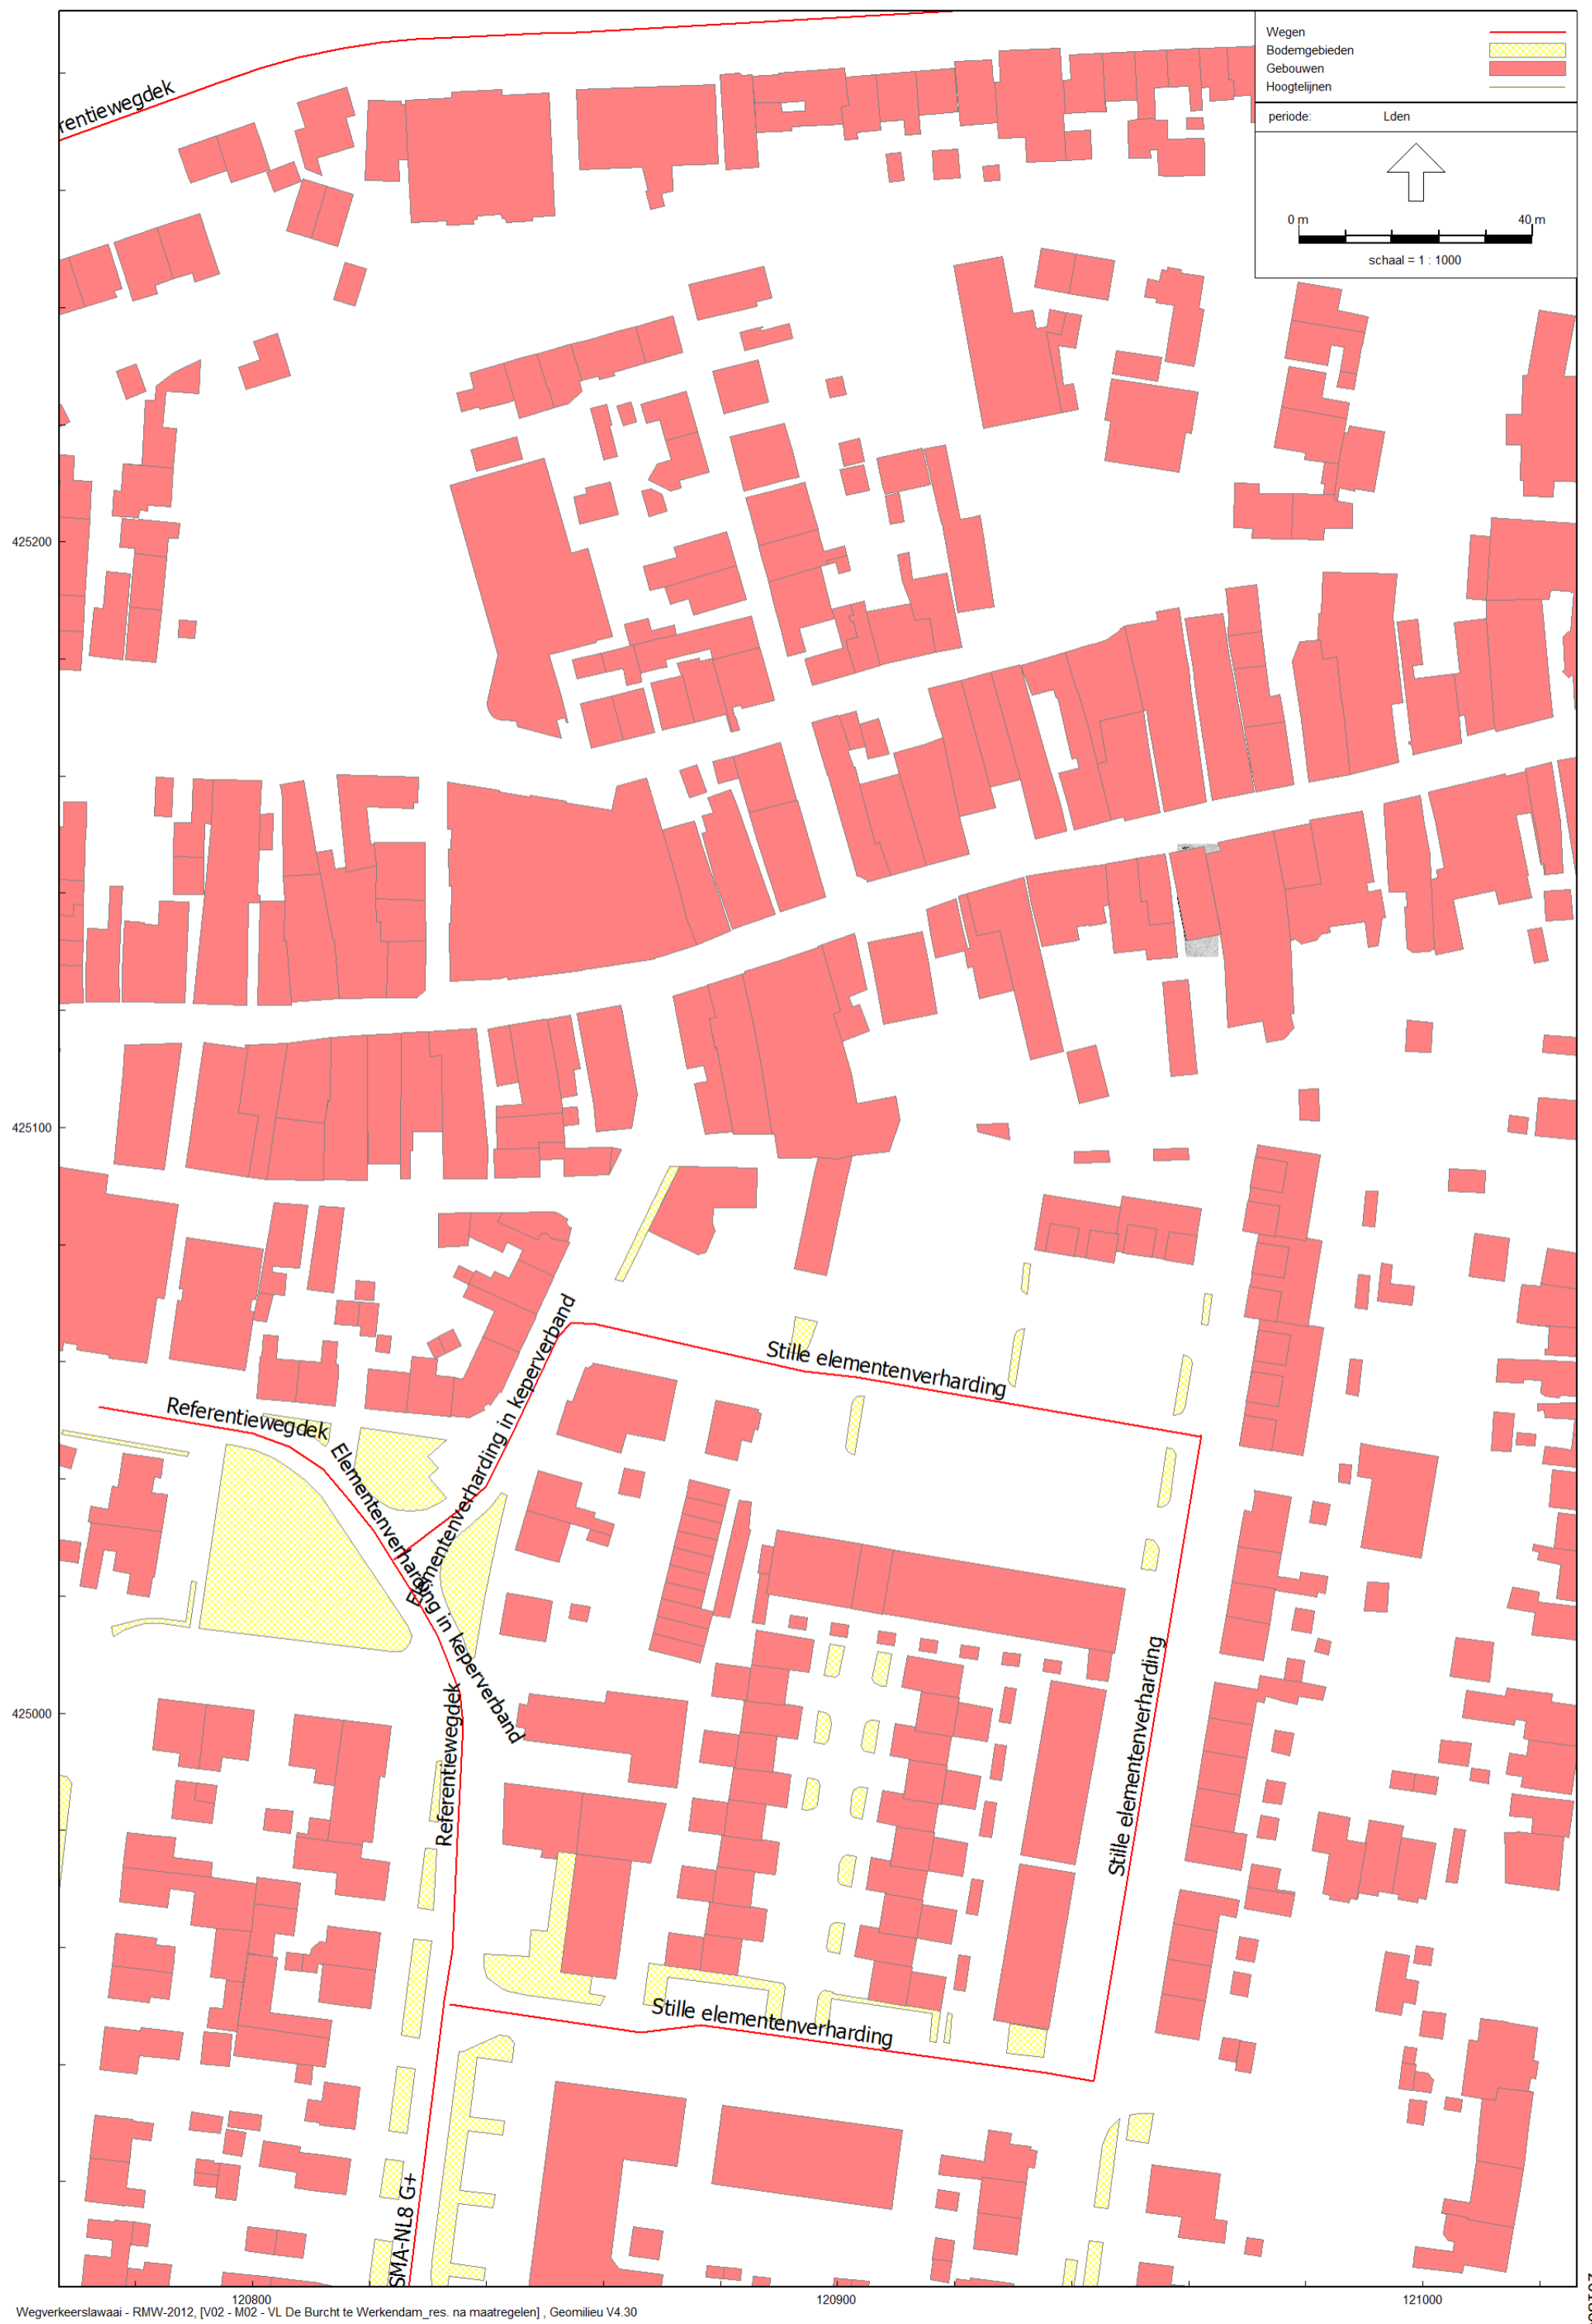 Wegen
Bodemgebieden
Gebouwen
Hoogtelijnen
periode: Lden
0 m 40 m
schaal = 1 : 1000
rentiewegdek
425200
425100
Stille elementenverharding
Elementenverharding in keperverband
Referentiewegdek
Elementenverharding in keperverband
Stille elementenverharding
425000
Referentiewegdek
Stille elementenverharding
SMA-NL8 G+
120800 120900 121000
Wegverkeerslawaai - RMW-2012, [V02 - M02 - VL De Burcht te Werkendam_res. na maatregelen] , Geomilieu V4.30